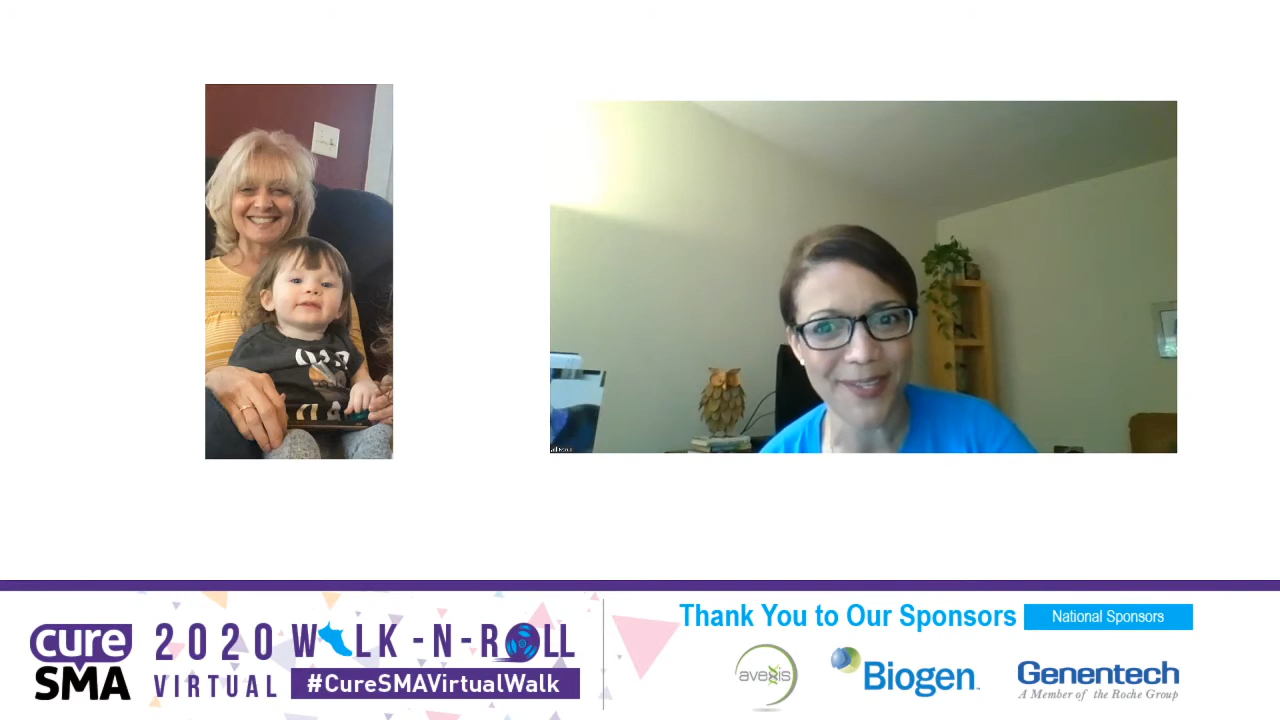 cure
SMA
2020 WALK-N-ROLL
VIRTUAL
#CureSMAVirtualWalk
Thank You to Our Sponsors
National Sponsors
avexis
Biogen
Genentech
A Member of the Roche Group